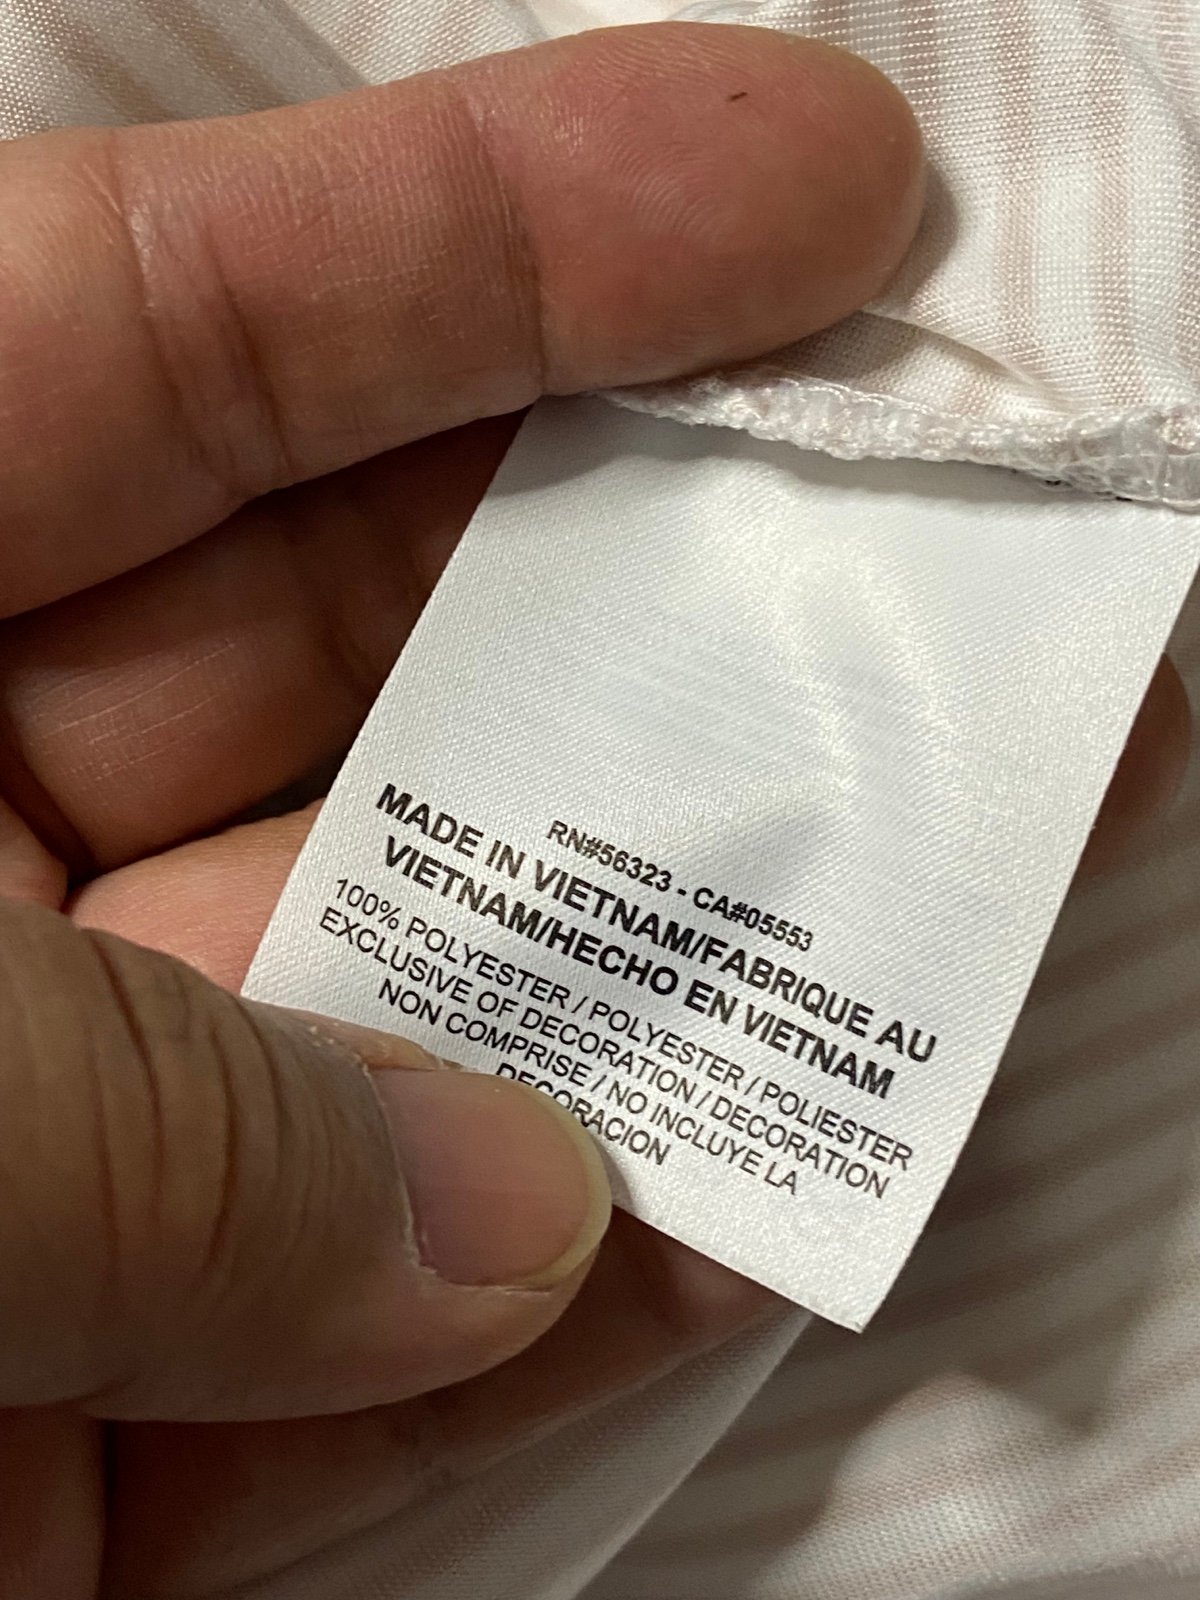 RN#56323 - CA#05553
MADE IN VIETNAM/FABRIQUE AU
VIETNAM/HECHO EN VIETNAM
100% POLYESTER / POLYESTER / POLIESTER
EXCLUSIVE OF DECORATION / DECORATION
NON COMPRISE / NO INCLUYE LA
DECORACION